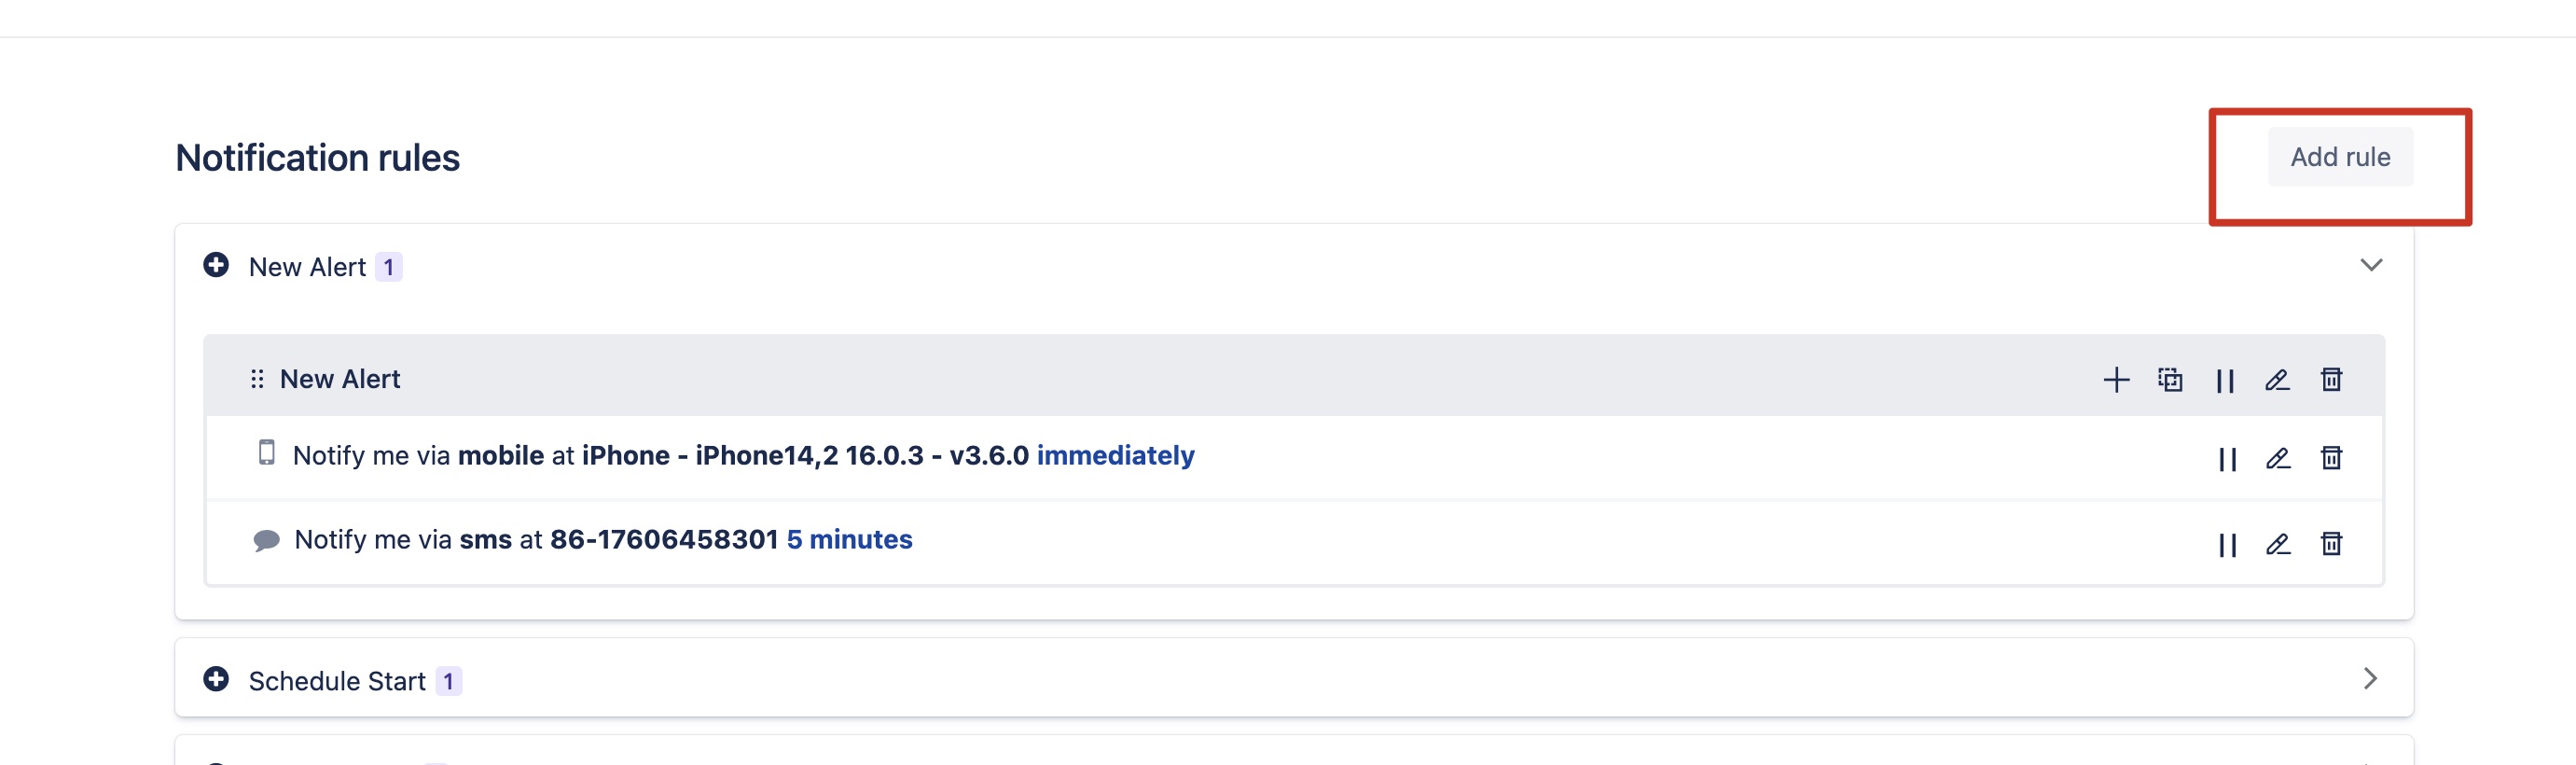 Notification rules
Add rule
New Alert 1
New Alert
Notify me via mobile at iPhone - iPhone14,2 16.0.3 - v3.6.0 immediately
Notify me via sms at 86-17606458301 5 minutes
Schedule Start 1